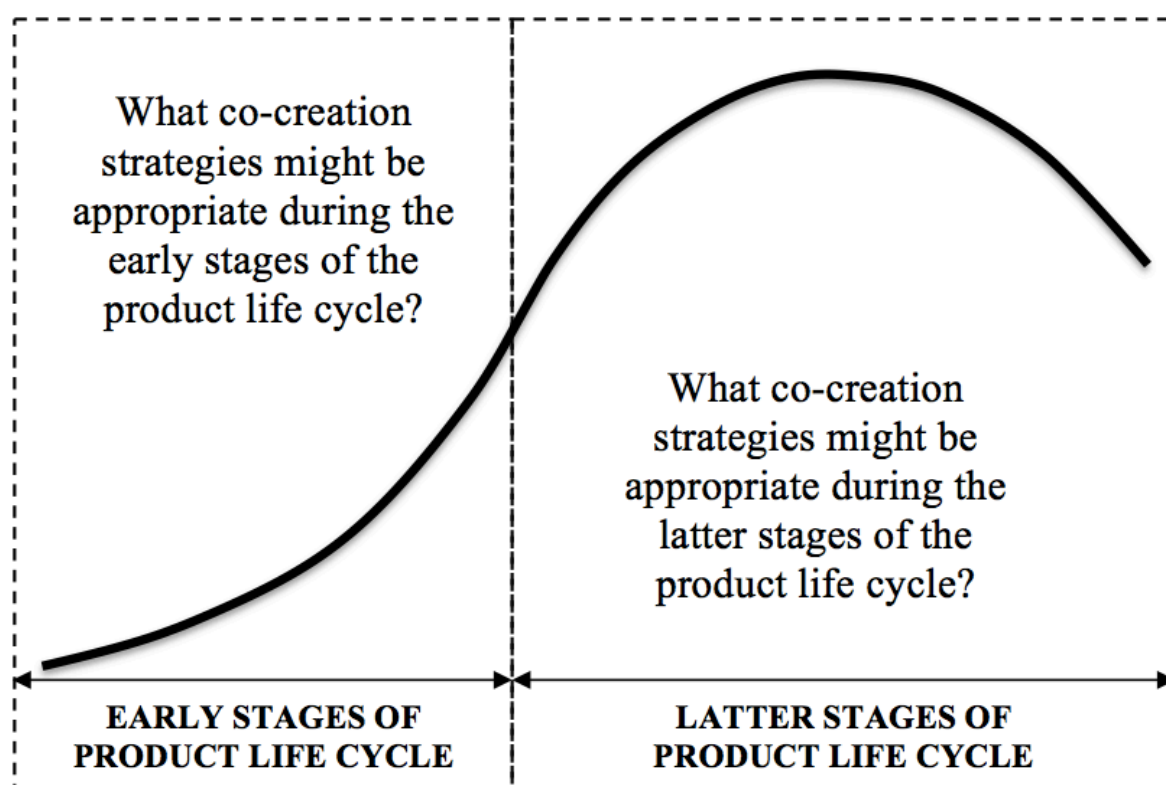 What co-creation
strategies might be
appropriate during the
early stages of the
product life cycle?
What co-creation
strategies might be
appropriate during the
latter stages of the
product life cycle?
EARLY STAGES OF
PRODUCT LIFE CYCLE
LATTER STAGES OF
PRODUCT LIFE CYCLE